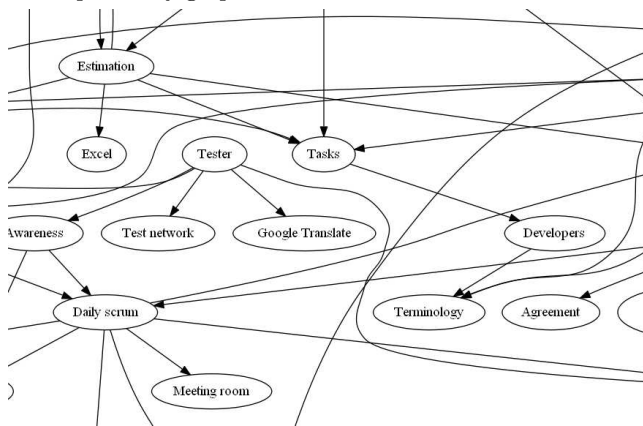 Estimation
Excel
Tester
Tasks
Awareness
Test network
Google Translate
Developers
Daily scrum
Terminology
Agreement
Meeting room